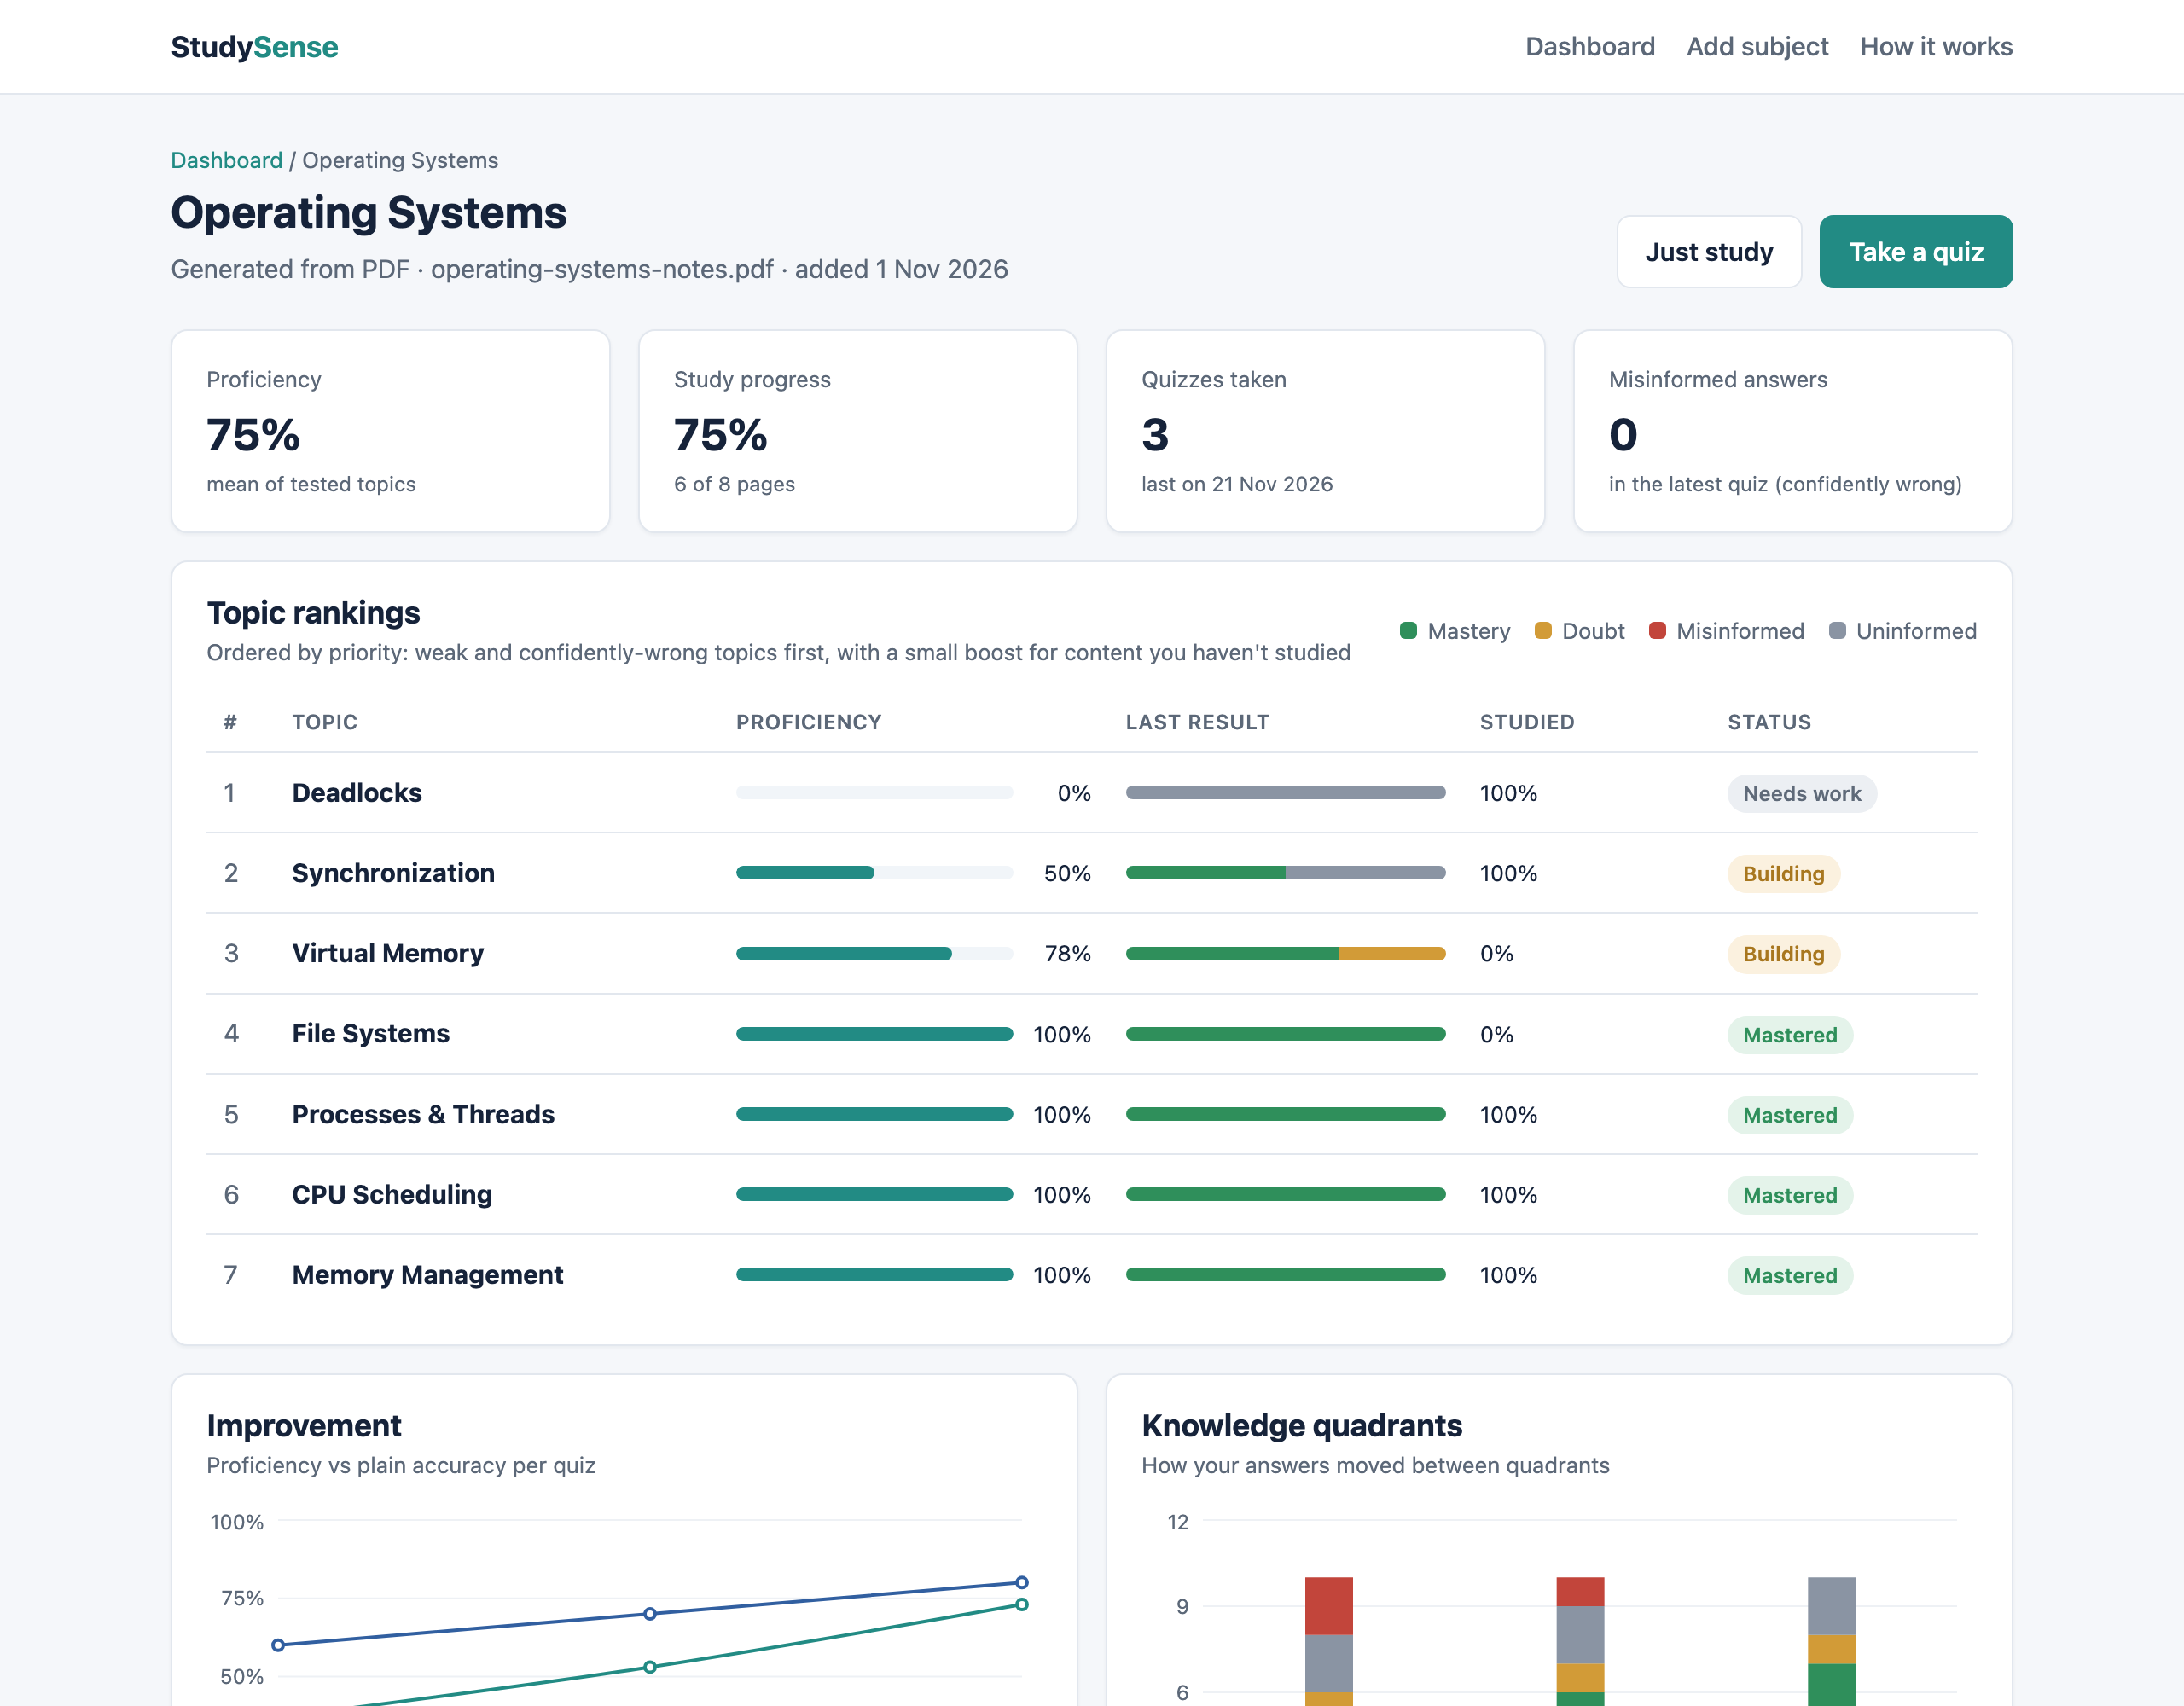 StudySense
Dashboard Add subject How it works
Dashboard / Operating Systems
Operating Systems
Generated from PDF · operating-systems-notes.pdf · added 1 Nov 2026
Just study
Take a quiz
Proficiency
75%
mean of tested topics
Study progress
75%
6 of 8 pages
Quizzes taken
3
last on 21 Nov 2026
Misinformed answers
0
in the latest quiz (confidently wrong)
Topic rankings
Ordered by priority: weak and confidently-wrong topics first, with a small boost for content you haven't studied
Mastery Doubt Misinformed Uninformed
# TOPIC PROFICIENCY LAST RESULT STUDIED STATUS
1 Deadlocks 0% 100% Needs work
2 Synchronization 50% 100% Building
3 Virtual Memory 78% 0% Building
4 File Systems 100% 0% Mastered
5 Processes & Threads 100% 100% Mastered
6 CPU Scheduling 100% 100% Mastered
7 Memory Management 100% 100% Mastered
Improvement
Proficiency vs plain accuracy per quiz
100%
75%
50%
Knowledge quadrants
How your answers moved between quadrants
12
9
6